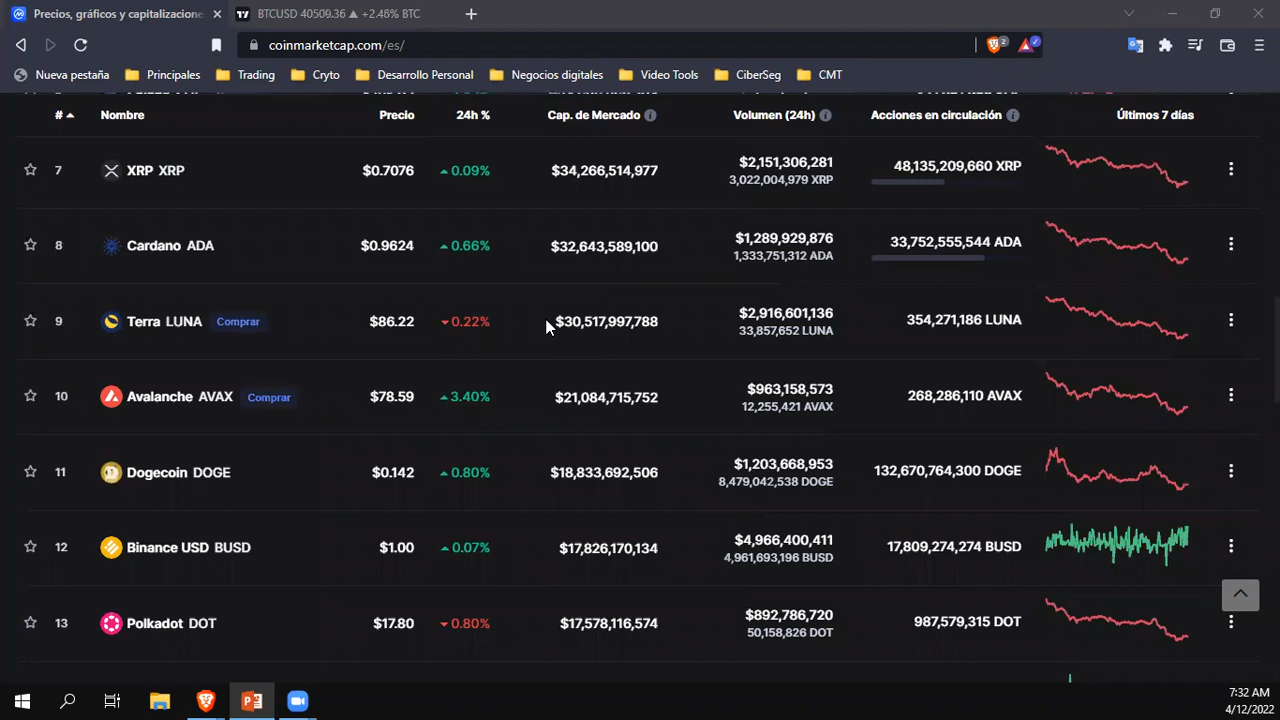 Precios, gráficos y capitalizacione
BTCUSD 40509.36 ▲ +2.48% BTC
coinmarketcap.com/es/
2
Nueva pestaña
Principales
Trading
Cryto
Desarrollo Personal
Negocios digitales
Video Tools
CiberSeg
CMT
# Nombre Precio 24h % Cap. de Mercado Volumen (24h) Acciones en circulación Últimos 7 días
7 XRP XRP $0.7076 0.09% $34,266,514,977 $2,151,306,281 48,135,209,660 XRP
3,022,004,979 XRP
8 Cardano ADA $0.9624 0.66% $32,643,589,100 $1,289,929,876 33,752,555,544 ADA
1,333,751,312 ADA
9 Terra LUNA Comprar $86.22 0.22% $30,517,997,788 $2,916,601,136 354,271,186 LUNA
33,857,652 LUNA
10 Avalanche AVAX Comprar $78.59 3.40% $21,084,715,752 $963,158,573 268,286,110 AVAX
12,255,421 AVAX
11 Dogecoin DOGE $0.142 0.80% $18,833,692,506 $1,203,668,953 132,670,764,300 DOGE
8,479,042,538 DOGE
12 Binance USD BUSD $1.00 0.07% $17,826,170,134 $4,966,400,411 17,809,274,274 BUSD
4,961,693,196 BUSD
13 Polkadot DOT $17.80 0.80% $17,578,116,574 $892,786,720 987,579,315 DOT
50,158,826 DOT
7:32 AM
4/12/2022